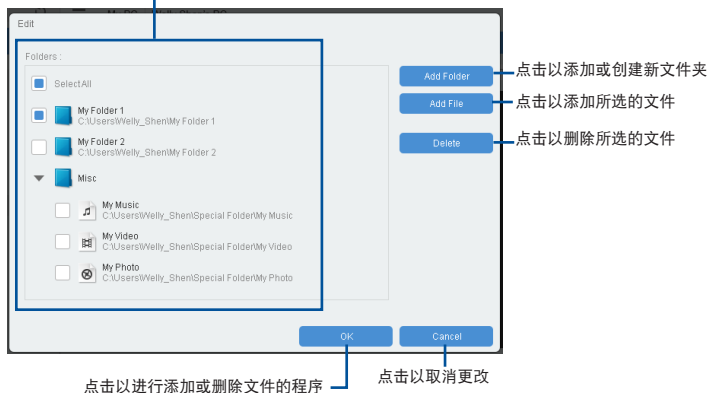 Edit
Folders :
SelectAll
Add Folder
点击以添加或创建新文件夹
My Folder 1
C:\Users\Welly_Shen\My Folder 1
Add File
点击以添加所选的文件
My Folder 2
C:\Users\Welly_Shen\My Folder 2
Delete
点击以删除所选的文件
Misc
My Music
C:\Users\Welly_Shen\Special Folder\My Music
My Video
C:\Users\Welly_Shen\Special Folder\My Video
My Photo
C:\Users\Welly_Shen\Special Folder\My Photo
OK
Cancel
点击以取消更改
点击以进行添加或删除文件的程序